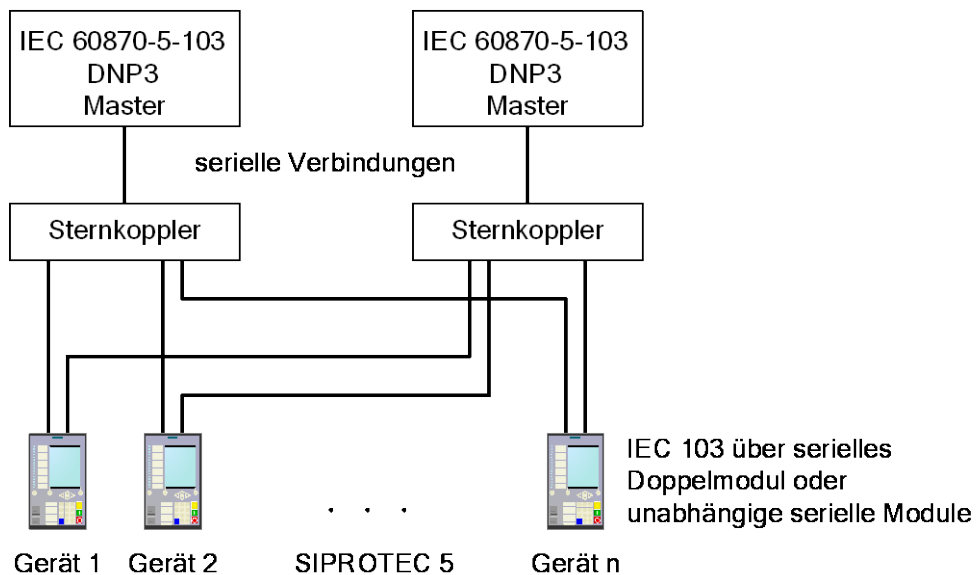 IEC 60870-5-103
DNP3
Master
IEC 60870-5-103
DNP3
Master
serielle Verbindungen
Sternkoppler
Sternkoppler
IEC 103 über serielles
Doppelmodul oder
unabhängige serielle Module
. . .
Gerät 1
Gerät 2
SIPROTEC 5
Gerät n